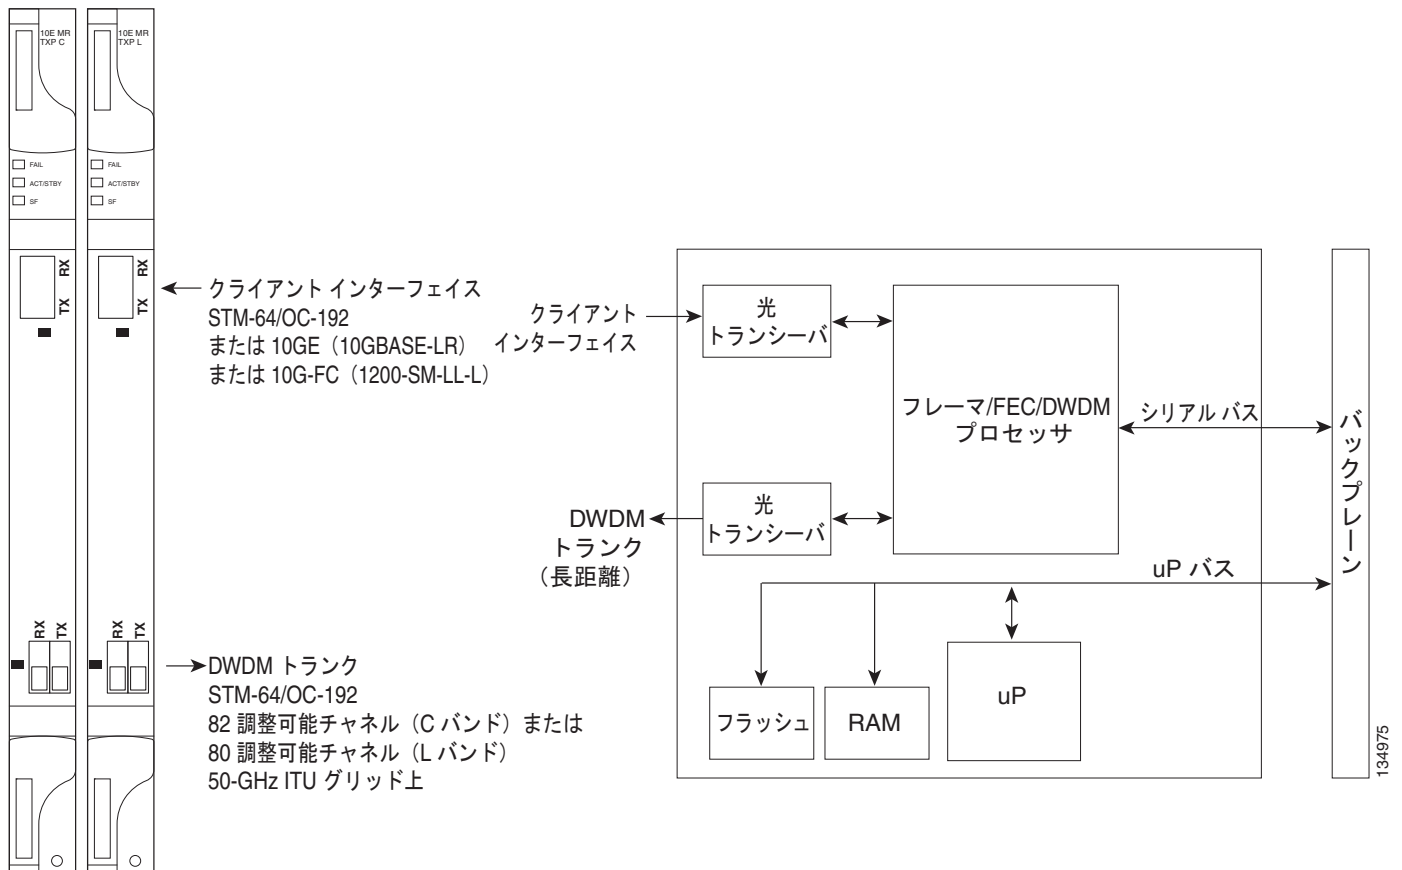 10E MR
TXP C
10E MR
TXP L
FAIL
ACT/STBY
SF
FAIL
ACT/STBY
SF
RX
TX
RX
TX
クライアント インターフェイス
STM-64/OC-192
または 10GE（10GBASE-LR）
または 10G-FC（1200-SM-LL-L）
RX
TX
RX
TX
DWDM トランク
STM-64/OC-192
82 調整可能チャネル（C バンド）または
80 調整可能チャネル（L バンド）
50-GHz ITU グリッド上
クライアント
インターフェイス
光
トランシーバ
フレーマ/FEC/DWDM
プロセッサ
シリアル バス
DWDM
トランク
（長距離）
光
トランシーバ
uP バス
フラッシュ
RAM
uP
バックプレーン
134975